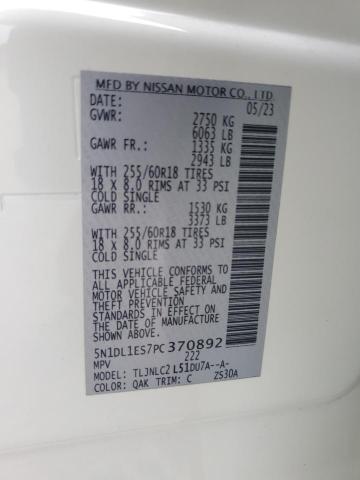 MFD BY NISSAN MOTOR CO., LTD.
DATE: 05/23
GVWR: 2750 KG
6063 LB
GAWR FR.: 1335 KG
2943 LB
WITH 255/60R18 TIRES
18 x 8.0 RIMS AT 33 PSI
COLD SINGLE
GAWR RR.: 1530 KG
3373 LB
WITH 255/60R18 TIRES
18 x 8.0 RIMS AT 33 PSI
COLD SINGLE
THIS VEHICLE CONFORMS TO
ALL APPLICABLE FEDERAL
MOTOR VEHICLE SAFETY AND
THEFT PREVENTION
STANDARDS IN EFFECT ON
THE DATE OF MANUFACTURE
SHOWN ABOVE.
5N1DL1ES7PC370892
MPV 222
MODEL: TLJNLC2 L51DU7A--A-
COLOR: QAK TRIM: C ZS30A